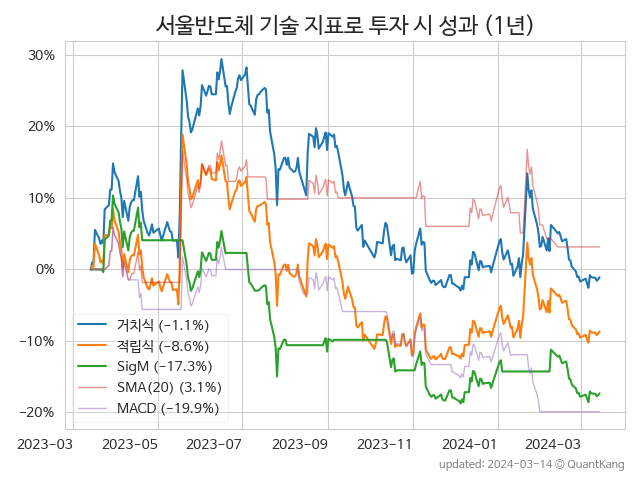 서울반도체 기술 지표로 투자 시 성과 (1년)
30%
20%
10%
0%
−10%
−20%
거치식 (−1.1%)
적립식 (−8.6%)
SigM (−17.3%)
SMA(20) (3.1%)
MACD (−19.9%)
2023-03 2023-05 2023-07 2023-09 2023-11 2024-01 2024-03
updated: 2024-03-14 ⓒ QuantKang